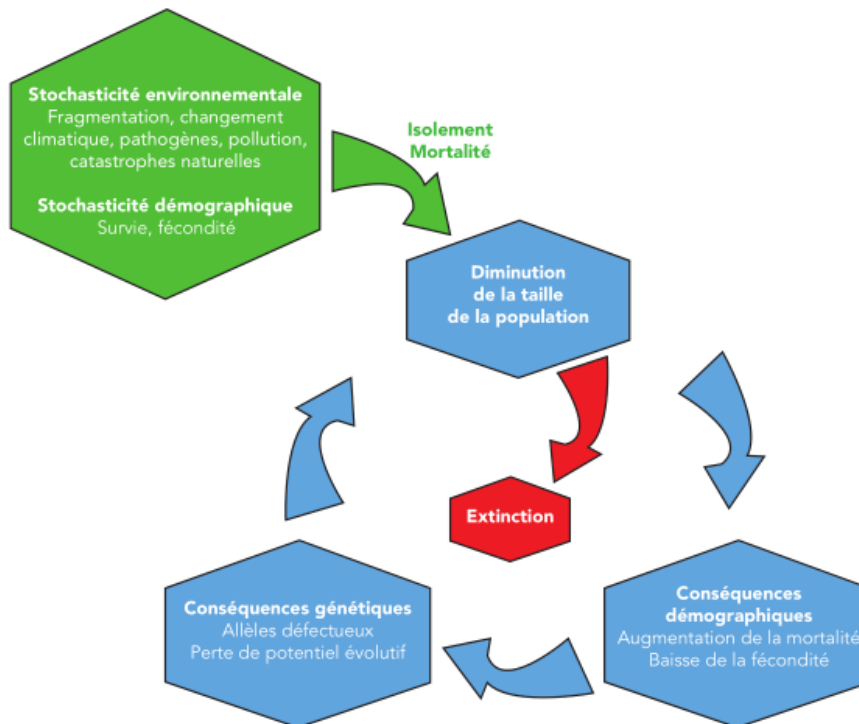 Stochasticité environnementale
Fragmentation, changement
climatique, pathogènes, pollution,
catastrophes naturelles
Stochasticité démographique
Survie, fécondité
Isolement
Mortalité
Diminution
de la taille
de la population
Extinction
Conséquences génétiques
Allèles défectueux
Perte de potentiel évolutif
Conséquences
démographiques
Augmentation de la mortalité
Baisse de la fécondité